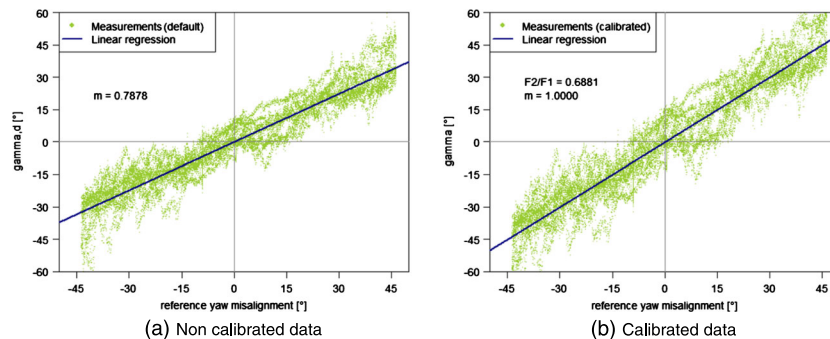 60
45
30
15
0
-15
-30
-45
-60
gamma,d [°]
Measurements (default)
Linear regression
m = 0.7878
-45 -30 -15 0 15 30 45
reference yaw misalignment [°]
(a) Non calibrated data
60
45
30
15
0
-15
-30
-45
-60
gamma [°]
Measurements (calibrated)
Linear regression
F2/F1 = 0.6881
m = 1.0000
-45 -30 -15 0 15 30 45
reference yaw misalignment [°]
(b) Calibrated data